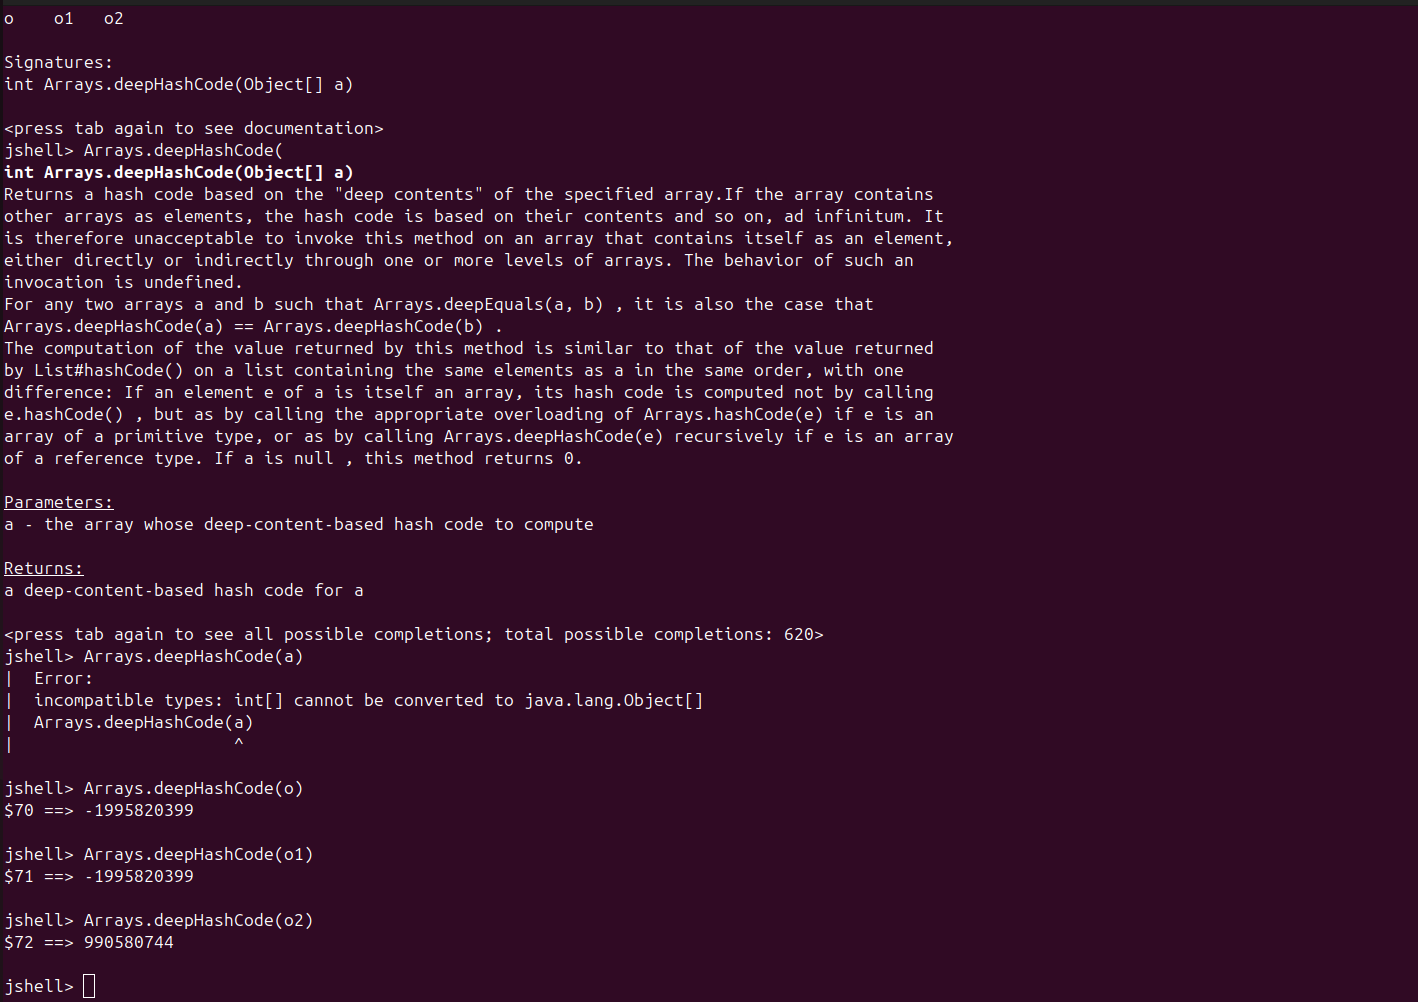 o    o1   o2
Signatures:
int Arrays.deepHashCode(Object[] a)
<press tab again to see documentation>
jshell> Arrays.deepHashCode(
int Arrays.deepHashCode(Object[] a)
Returns a hash code based on the "deep contents" of the specified array.If the array contains
other arrays as elements, the hash code is based on their contents and so on, ad infinitum. It
is therefore unacceptable to invoke this method on an array that contains itself as an element,
either directly or indirectly through one or more levels of arrays. The behavior of such an
invocation is undefined.
For any two arrays a and b such that Arrays.deepEquals(a, b) , it is also the case that
Arrays.deepHashCode(a) == Arrays.deepHashCode(b) .
The computation of the value returned by this method is similar to that of the value returned
by List#hashCode() on a list containing the same elements as a in the same order, with one
difference: If an element e of a is itself an array, its hash code is computed not by calling
e.hashCode() , but as by calling the appropriate overloading of Arrays.hashCode(e) if e is an
array of a primitive type, or as by calling Arrays.deepHashCode(e) recursively if e is an array
of a reference type. If a is null , this method returns 0.
Parameters:
a - the array whose deep-content-based hash code to compute
Returns:
a deep-content-based hash code for a
<press tab again to see all possible completions; total possible completions: 620>
jshell> Arrays.deepHashCode(a)
|  Error:
|  incompatible types: int[] cannot be converted to java.lang.Object[]
|  Arrays.deepHashCode(a)
|                      ^
jshell> Arrays.deepHashCode(o)
$70 ==> -1995820399
jshell> Arrays.deepHashCode(o1)
$71 ==> -1995820399
jshell> Arrays.deepHashCode(o2)
$72 ==> 990580744
jshell>